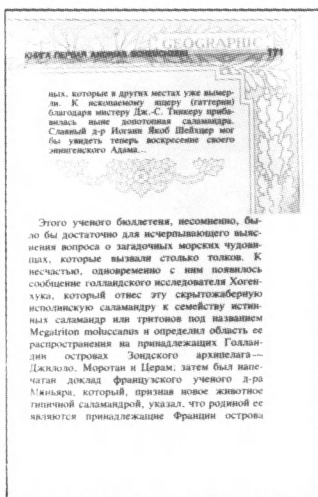 GEOGRAPHIC
КНИГА ПЕРВАЯ АНДРИАС ШЕЙХЦЕРИ 171
ных, которые в других местах уже вымер-
ли. К ископаемому ящеру (гаттерии)
благодаря мистеру Дж.-С. Тинкеру приба-
вилась ныне допотопная саламандра.
Славный д-р Иоганн Якоб Шейхцер мог
бы увидеть теперь воскресение своего
энингенского Адама...
Этого ученого бюллетеня, несомненно, бы-
ло бы достаточно для исчерпывающего выяс-
нения вопроса о загадочных морских чудови-
щах, которые вызвали столько толков. К
несчастью, одновременно с ним появилось
сообщение голландского исследователя Хоген-
хука, который отнес эту скрытожаберную
исполинскую саламандру к семейству истин-
ных саламандр или тритонов под названием
Megatriton moluccanus и определил область ее
распространения на принадлежащих Голлан-
дии островах Зондского архипелага —
Джилоло, Моротаи и Церам; затем был напе-
чатан доклад французского ученого д-ра
Миньяра, который, признав новое животное
типичной саламандрой, указал, что родиной ее
являются принадлежащие Франции острова